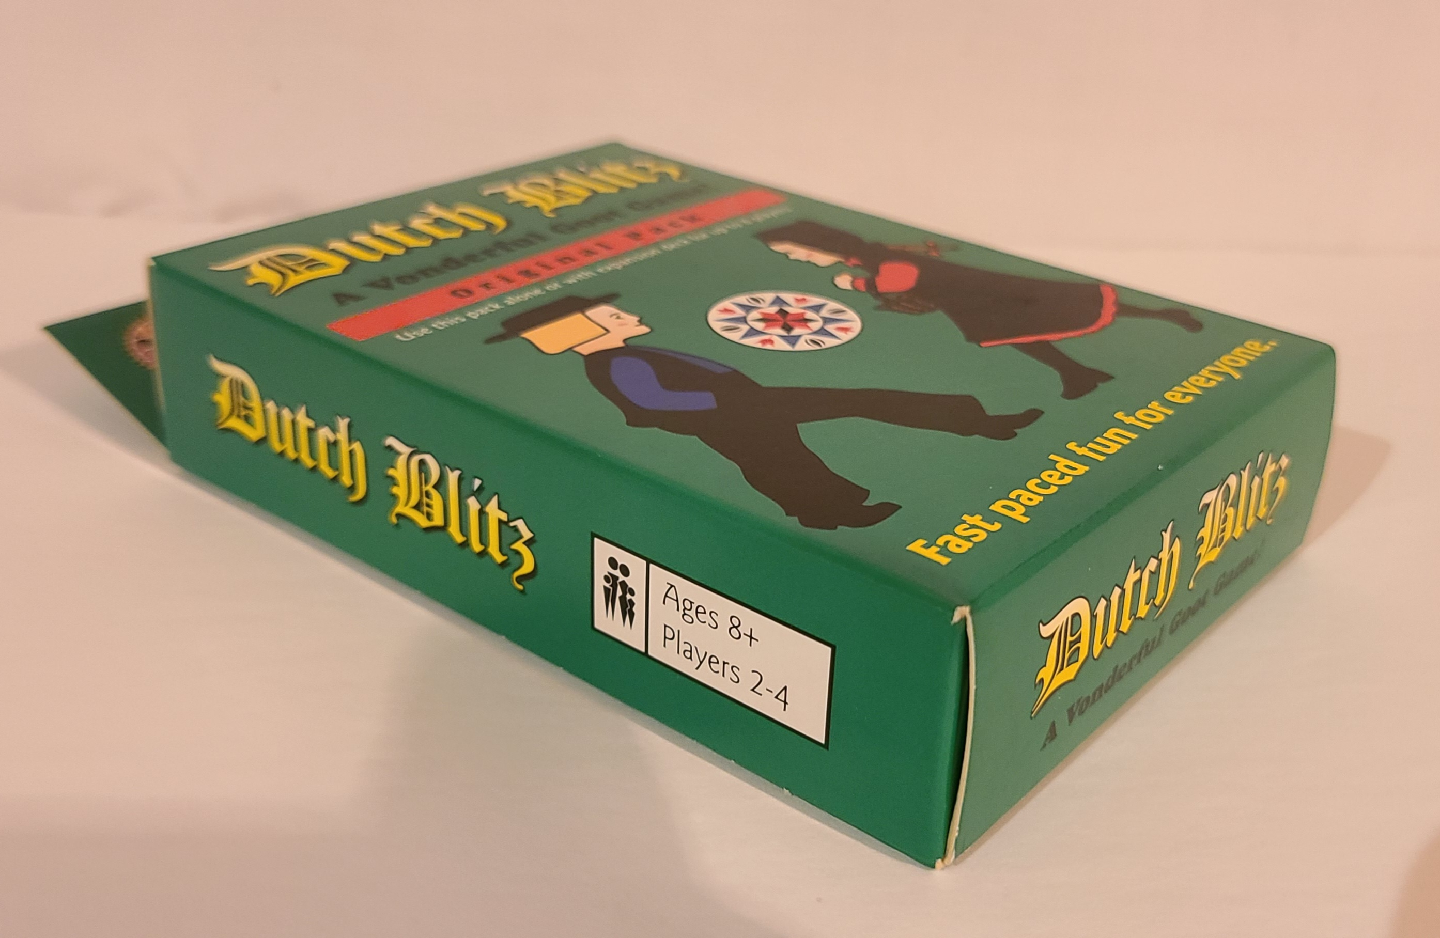 Dutch Blitz
A Vonderful Goot Game!
Original Pack
Use this pack alone or with expansion deck for up to 8 players
Fast paced fun for everyone.
Dutch Blitz
Ages 8+
Players 2-4
Dutch Blitz
A Vonderful Goot Game!